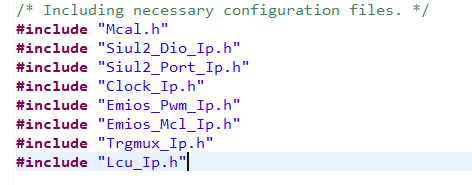 /* Including necessary configuration files. */
#include "Mcal.h"
#include "Siul2_Dio_Ip.h"
#include "Siul2_Port_Ip.h"
#include "Clock_Ip.h"
#include "Emios_Pwm_Ip.h"
#include "Emios_Mcl_Ip.h"
#include "Trgmux_Ip.h"
#include "Lcu_Ip.h"